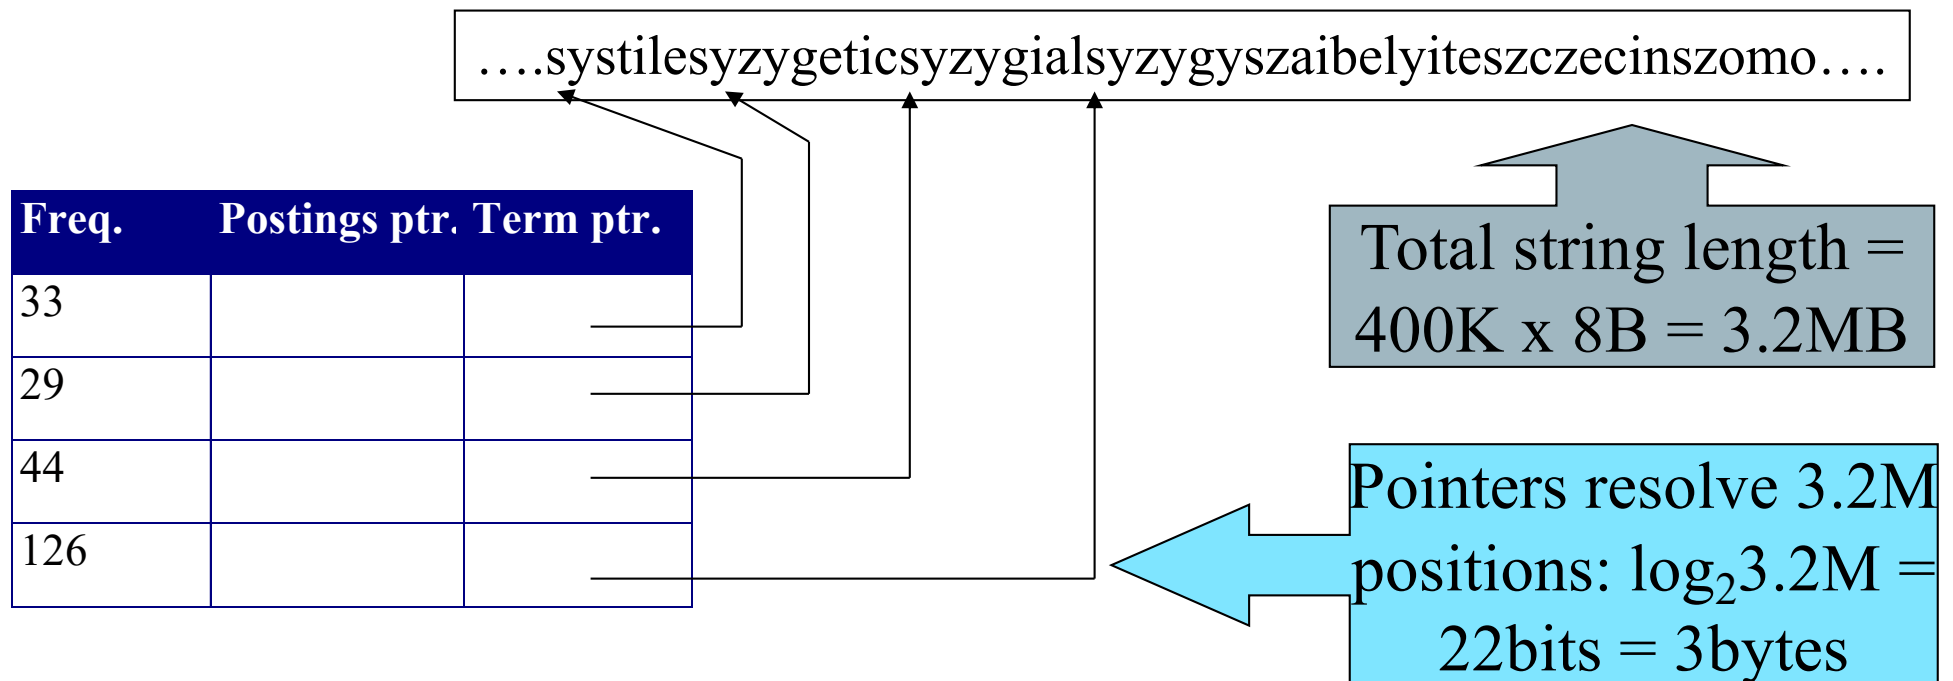 ….systilesyzygeticsyzygialsyzygyszaibelyiteszczecinszomo….
Freq. Postings ptr. Term ptr.
33
29
44
126
Total string length =
400K x 8B = 3.2MB
Pointers resolve 3.2M
positions: log₂3.2M =
22bits = 3bytes